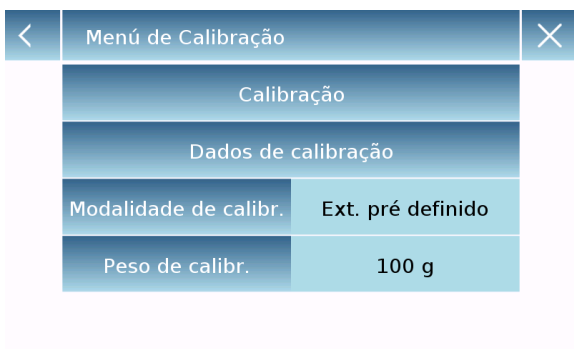 Menú de Calibração
Calibração
Dados de calibração
Modalidade de calibr. Ext. pré definido
Peso de calibr. 100 g